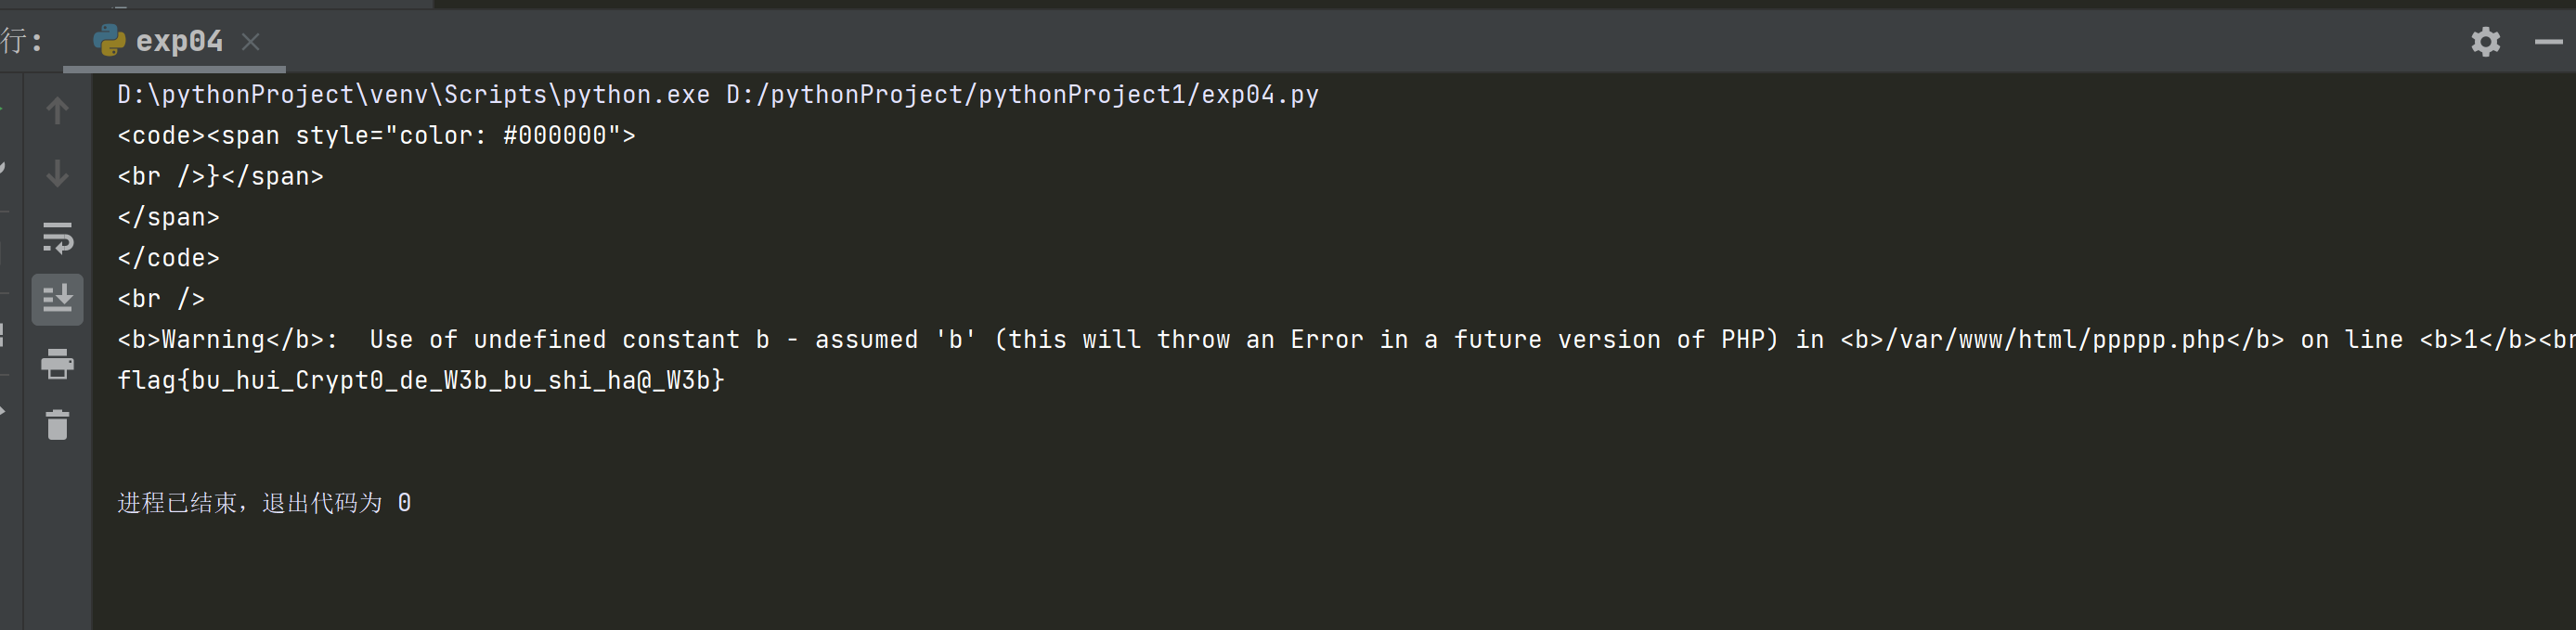 行:
exp04
D:\pythonProject\venv\Scripts\python.exe D:/pythonProject/pythonProject1/exp04.py
<code><span style="color: #000000">
<br />}</span>
</span>
</code>
<br />
<b>Warning</b>:  Use of undefined constant b - assumed 'b' (this will throw an Error in a future version of PHP) in <b>/var/www/html/ppppp.php</b> on line <b>1</b><br
flag{bu_hui_Crypt0_de_W3b_bu_shi_ha@_W3b}
进程已结束，退出代码为 0